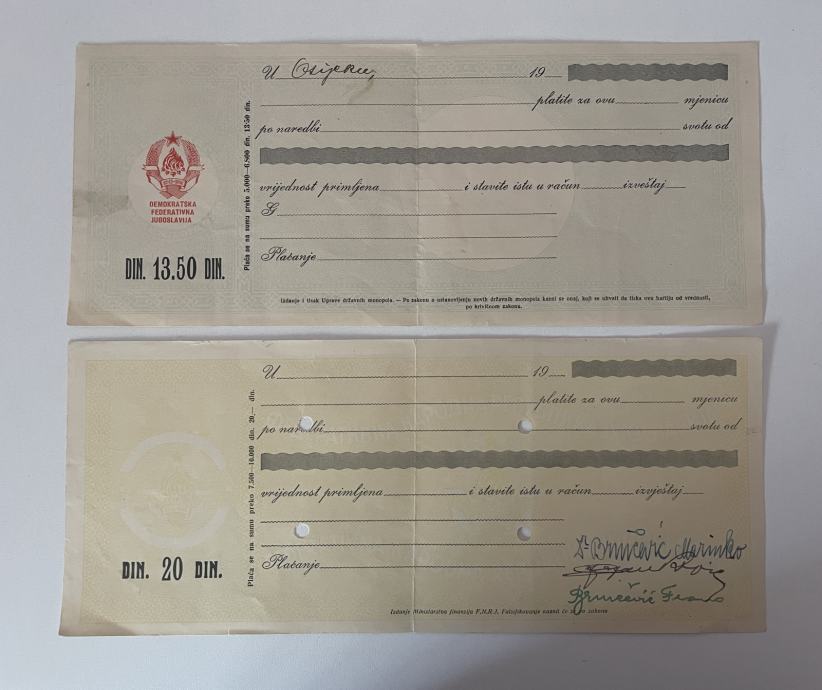 U Osijeku, 19
platite za ovu mjenicu
po naredbi svotu od
vrijednost primljena i stavite istu u račun izveštaj
G
Plaćanje
DEMOKRATSKA
FEDERATIVNA
JUGOSLAVIJA
DIN. 13.50 DIN.
Plaća se na sumu preko 5.000—6.800 din. 13·50 din.
Izdanje i tisak Uprave državnih monopola. — Po zakonu o ustanovljenju novih državnih monopola kazni se onaj, koji se uhvati da tiska ovu hartiju od vrednosti,
po krivičnom zakonu.
U 19
platite za ovu mjenicu
po naredbi svotu od
vrijednost primljena i stavite istu u račun izvještaj
Plaćanje
DIN. 20 DIN.
Plaća se na sumu preko 7.500—10.000 din. 20,— din.
Marinko
Izdanje Ministarstva finansija F.N.R.J. Falsifikovanje kazni će se po zakonu